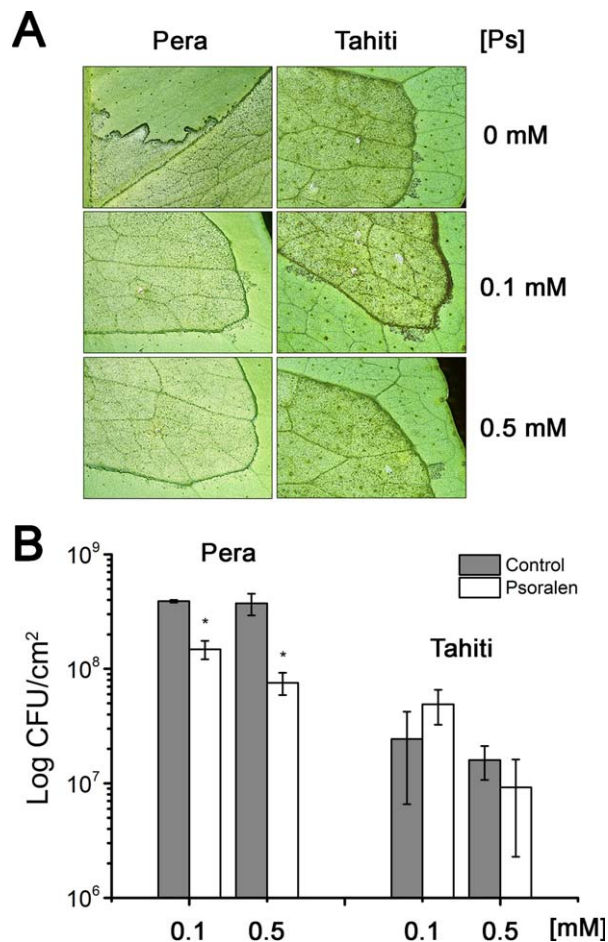 A
Pera Tahiti [Ps]
0 mM
0.1 mM
0.5 mM
B
Pera
Control
Psoralen
Tahiti
Log CFU/cm²
10⁹
10⁸
10⁷
10⁶
* *
0.1 0.5 0.1 0.5 [mM]